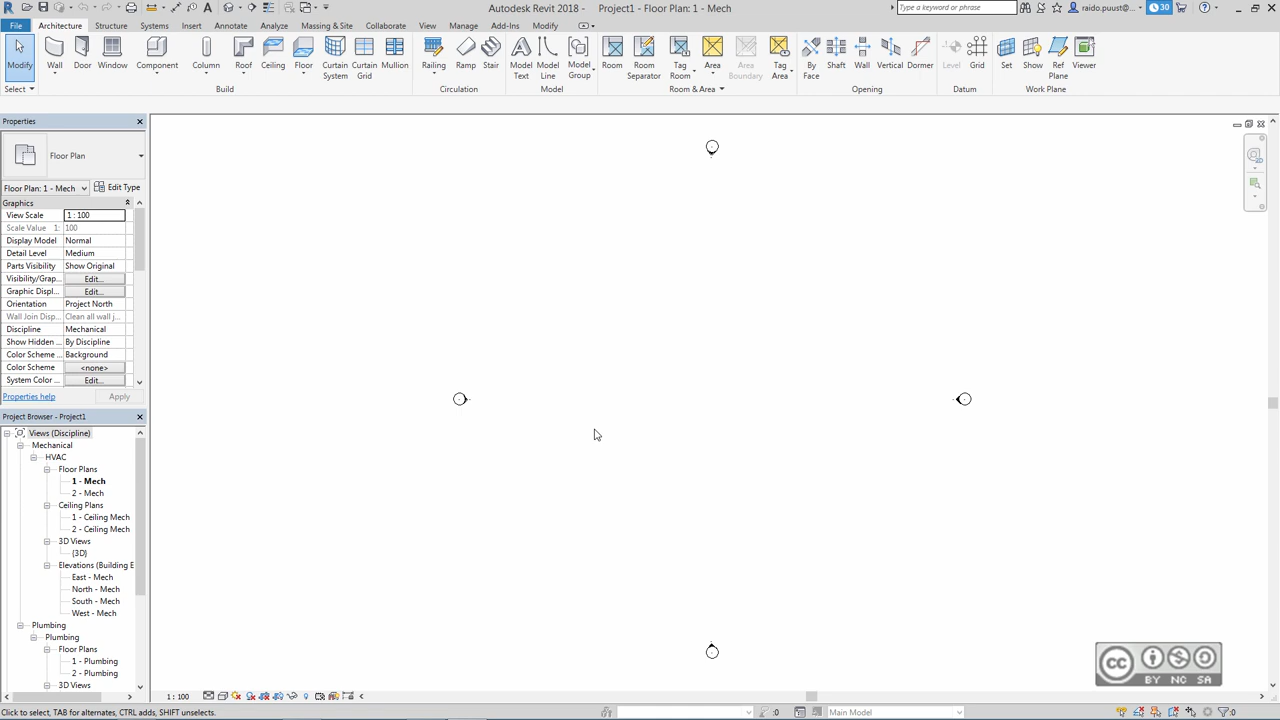 Autodesk Revit 2018 - Project1 - Floor Plan: 1 - Mech
Type a keyword or phrase
raido.puust@...
30
File Architecture Structure Systems Insert Annotate Analyze Massing & Site Collaborate View Manage Add-Ins Modify
Modify Wall Door Window Component Column Roof Ceiling Floor Curtain System Curtain Grid Mullion Railing Ramp Stair Model Text Model Line Model Group Room Room Separator Tag Room Area Area Boundary Tag Area By Face Shaft Wall Vertical Dormer Level Grid Set Show Ref Plane Viewer
Select Build Circulation Model Room & Area Opening Datum Work Plane
Properties
Floor Plan
Floor Plan: 1 - Mech Edit Type
Graphics
View Scale 1 : 100
Scale Value 1: 100
Display Model Normal
Detail Level Medium
Parts Visibility Show Original
Visibility/Grap... Edit...
Graphic Displ... Edit...
Orientation Project North
Wall Join Disp... Clean all wall j...
Discipline Mechanical
Show Hidden ... By Discipline
Color Scheme ... Background
Color Scheme <none>
System Color ... Edit...
Properties help Apply
Project Browser - Project1
Views (Discipline)
Mechanical
HVAC
Floor Plans
1 - Mech
2 - Mech
Ceiling Plans
1 - Ceiling Mech
2 - Ceiling Mech
3D Views
{3D}
Elevations (Building E
East - Mech
North - Mech
South - Mech
West - Mech
Plumbing
Plumbing
Floor Plans
1 - Plumbing
2 - Plumbing
3D Views
cc
BY NC SA
1 : 100
Click to select, TAB for alternates, CTRL adds, SHIFT unselects.
:0
Main Model
:0